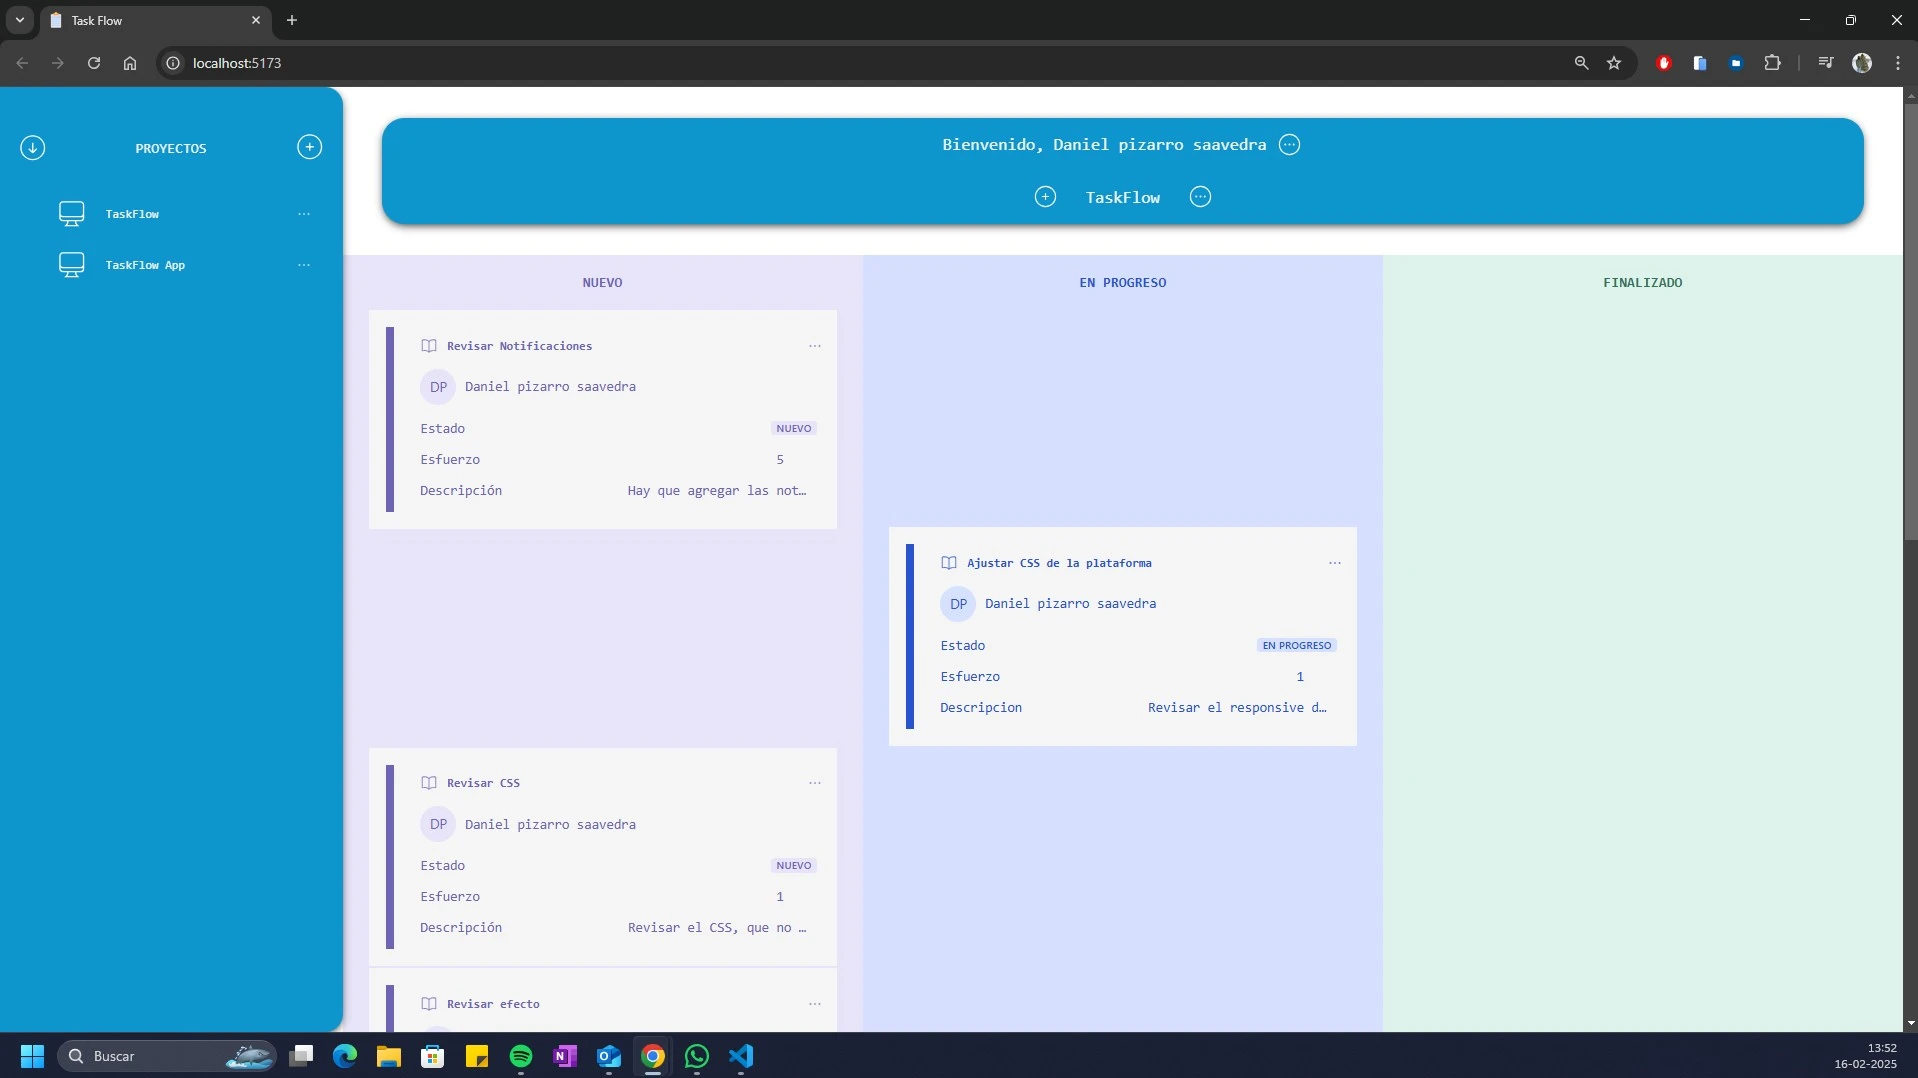 Task Flow
localhost:5173
PROYECTOS
TaskFlow
TaskFlow App
Bienvenido, Daniel pizarro saavedra
TaskFlow
NUEVO
EN PROGRESO
FINALIZADO
Revisar Notificaciones
DP Daniel pizarro saavedra
Estado NUEVO
Esfuerzo 5
Descripción Hay que agregar las not…
Ajustar CSS de la plataforma
DP Daniel pizarro saavedra
Estado EN PROGRESO
Esfuerzo 1
Descripcion Revisar el responsive d…
Revisar CSS
DP Daniel pizarro saavedra
Estado NUEVO
Esfuerzo 1
Descripción Revisar el CSS, que no …
Revisar efecto
Buscar
13:52
16-02-2025